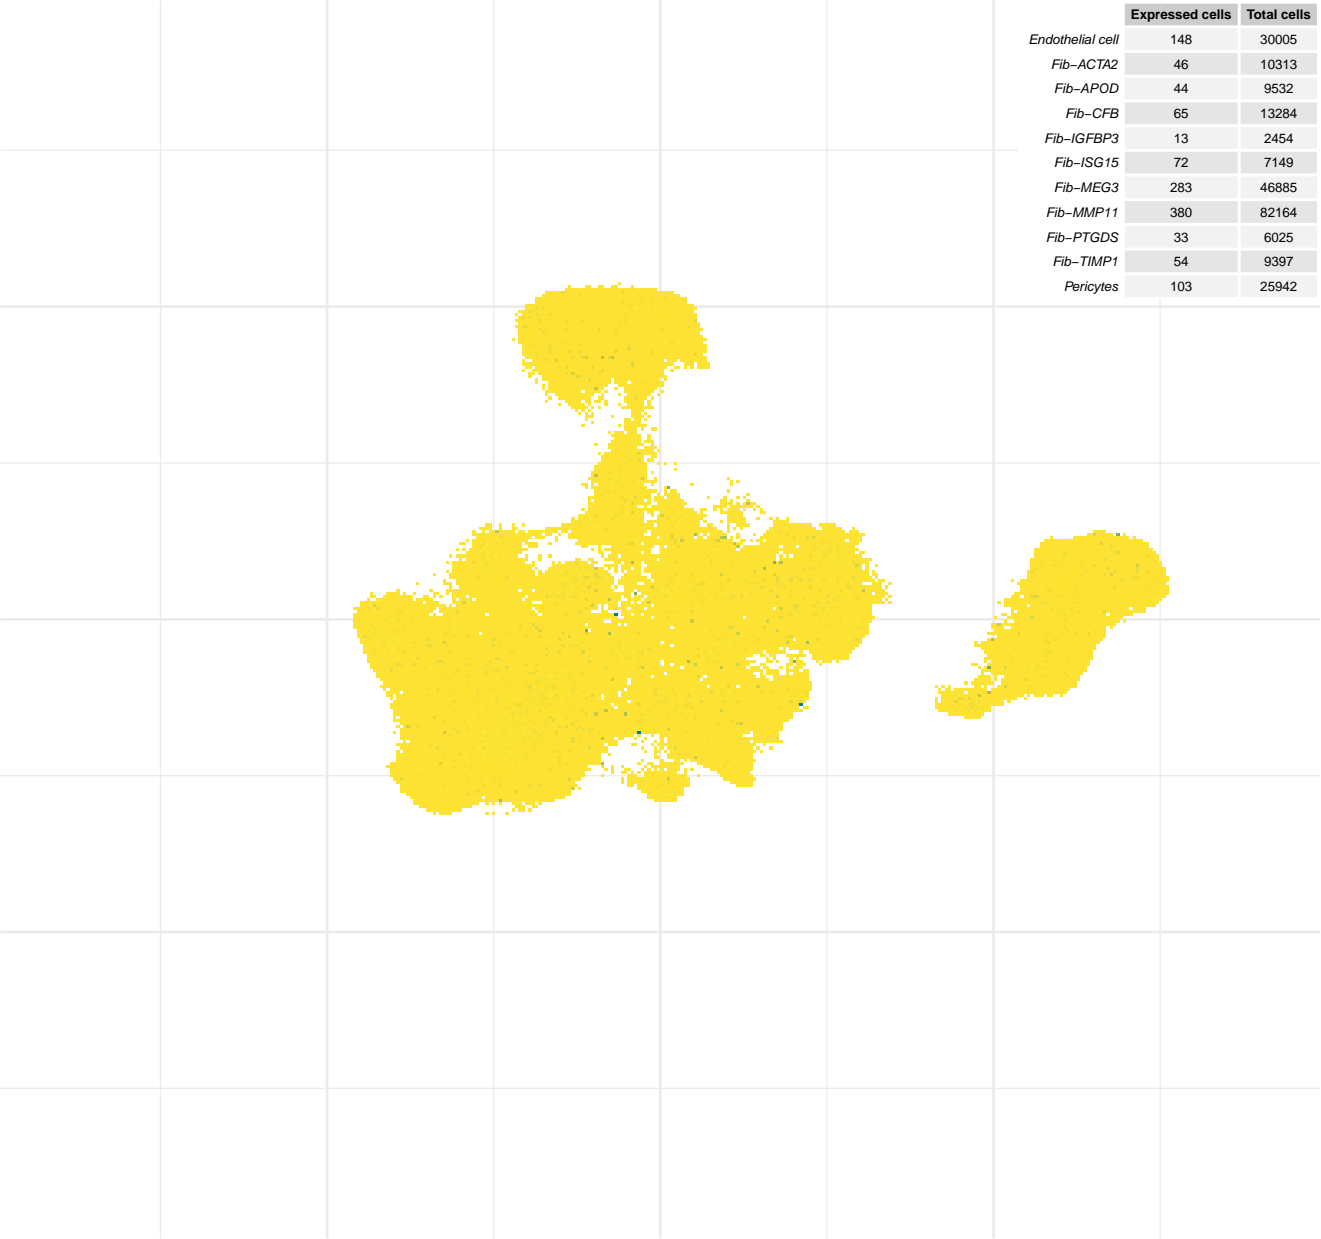 Expressed cells Total cells
Endothelial cell 148 30005
Fib−ACTA2 46 10313
Fib−APOD 44 9532
Fib−CFB 65 13284
Fib−IGFBP3 13 2454
Fib−ISG15 72 7149
Fib−MEG3 283 46885
Fib−MMP11 380 82164
Fib−PTGDS 33 6025
Fib−TIMP1 54 9397
Pericytes 103 25942